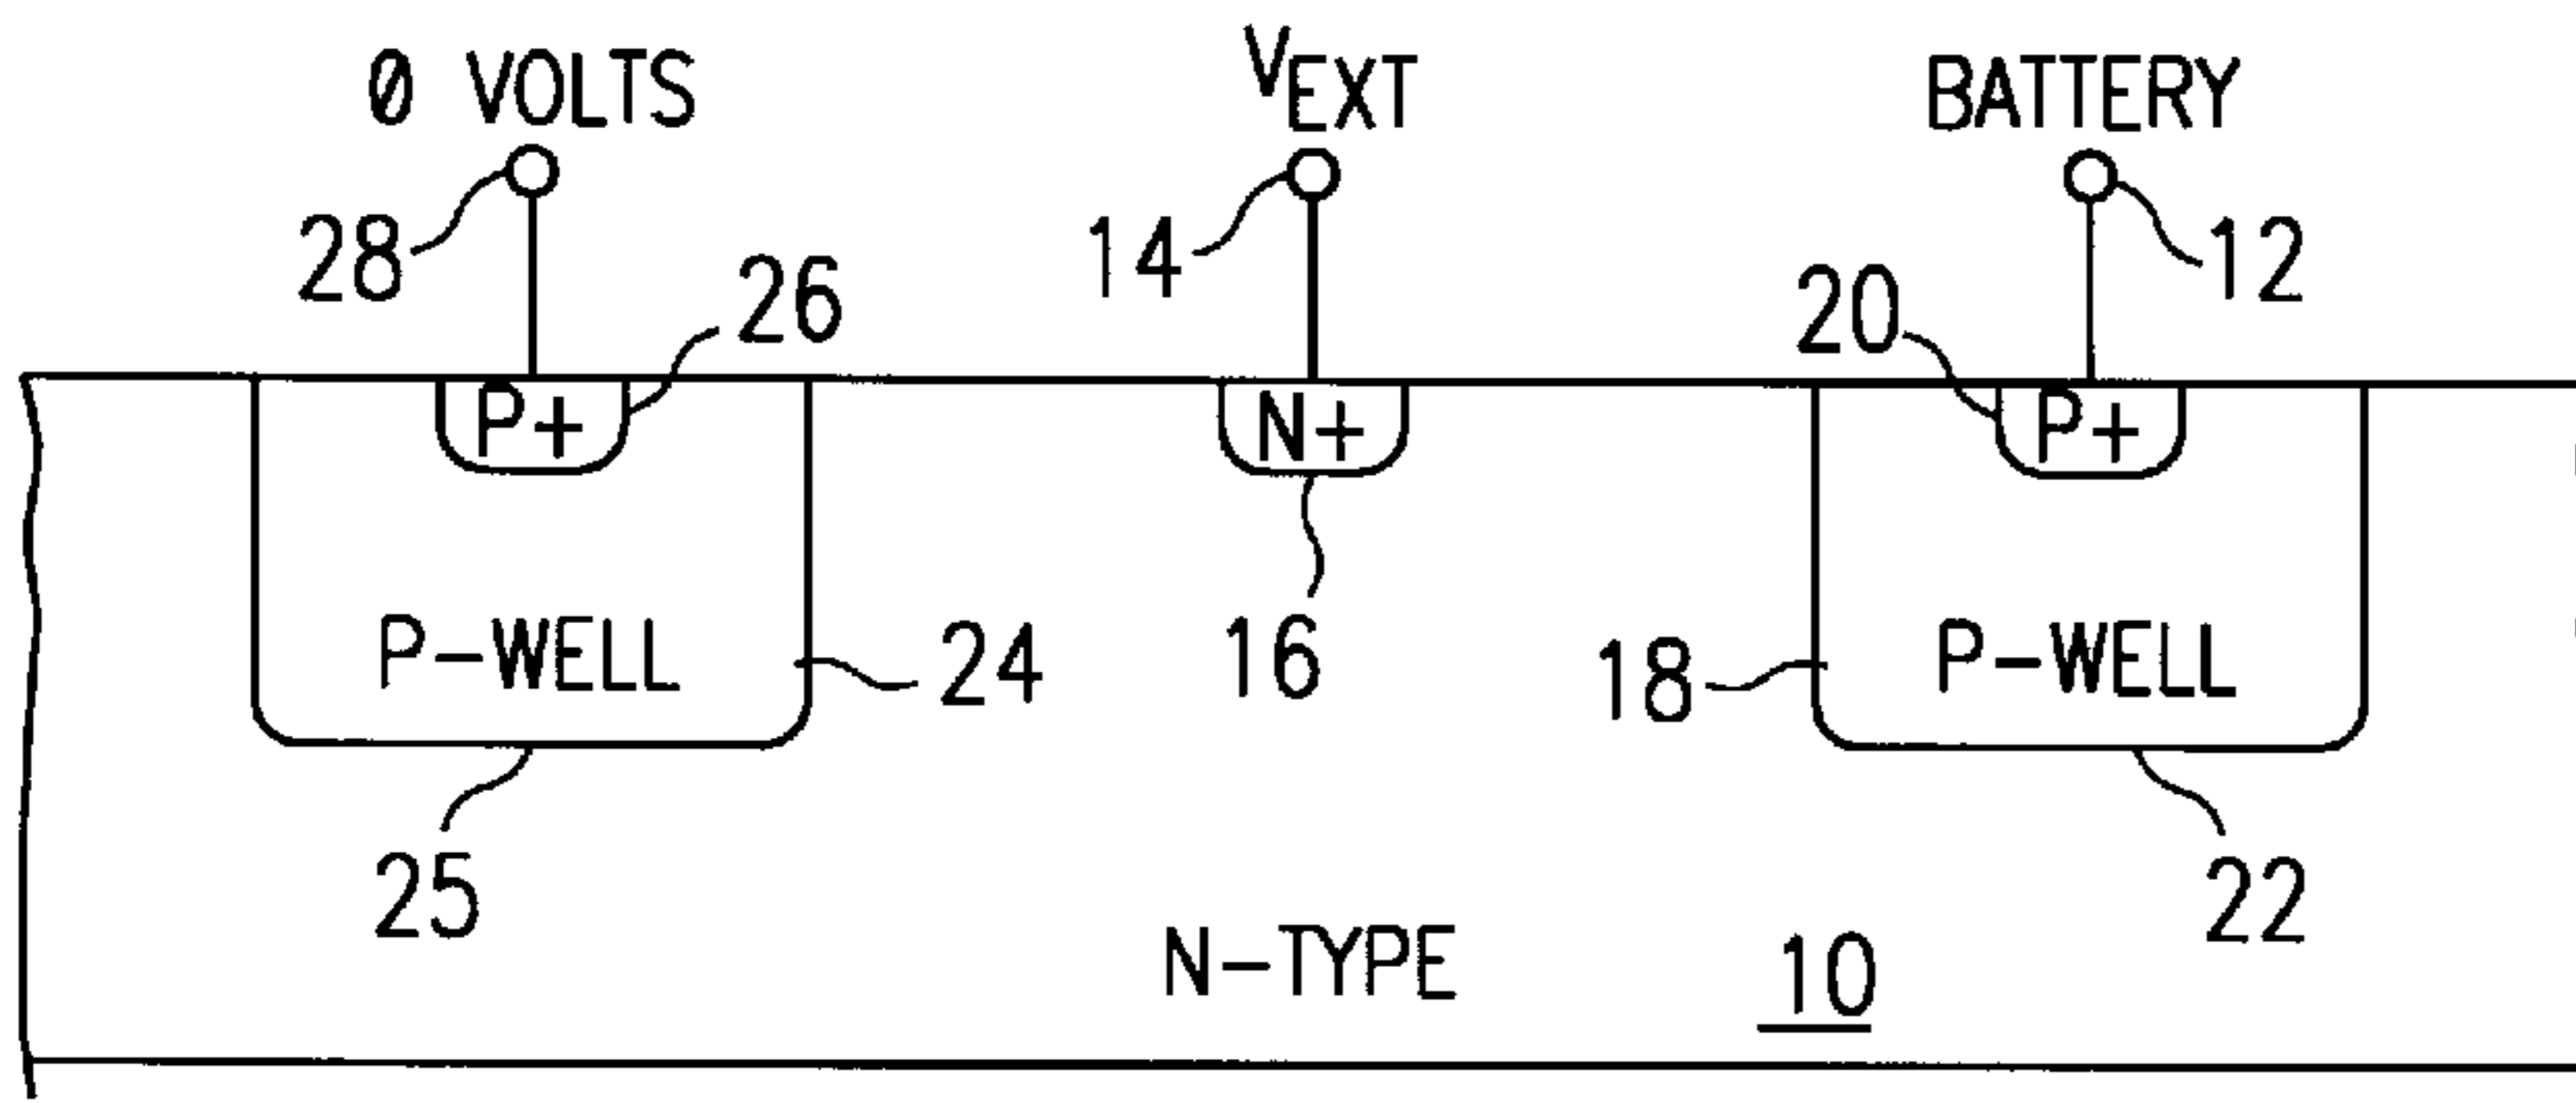 0 VOLTS
VEXT
BATTERY
28
14
12
26
20
P+
N+
P+
P-WELL
24
16
18
P-WELL
25
22
N-TYPE
10